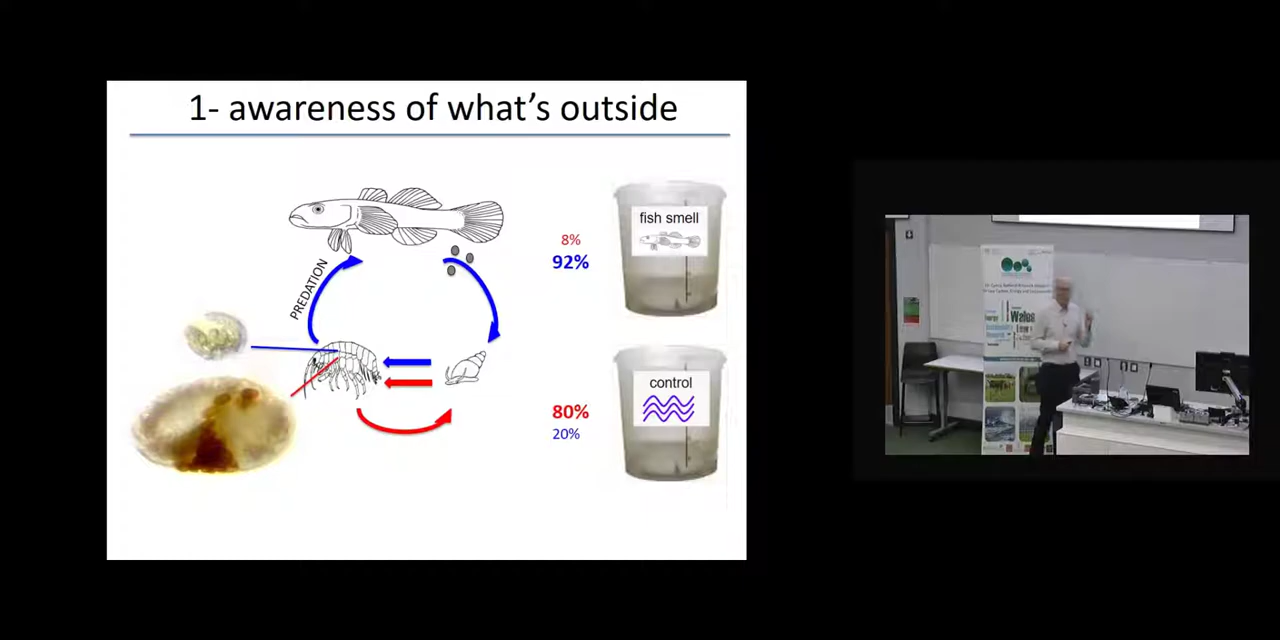 1- awareness of what's outside
fish smell
8%
92%
PREDATION
control
80%
20%
Wales